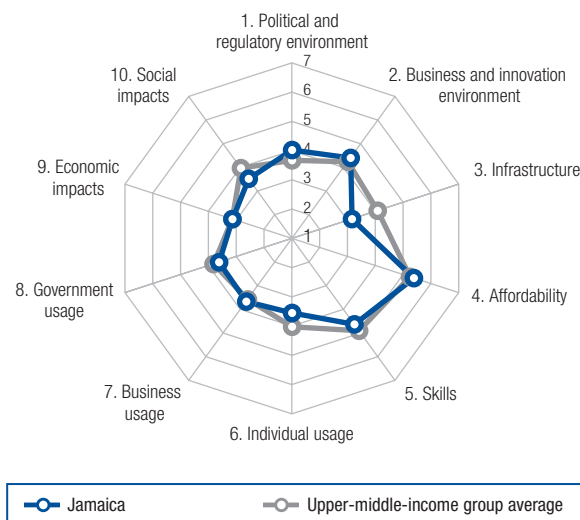 1. Political and
regulatory environment
7
10. Social
impacts
2. Business and innovation
environment
6
5
9. Economic
impacts
4
3. Infrastructure
3
2
1
8. Government
usage
4. Affordability
7. Business
usage
5. Skills
6. Individual usage
Jamaica
Upper-middle-income group average